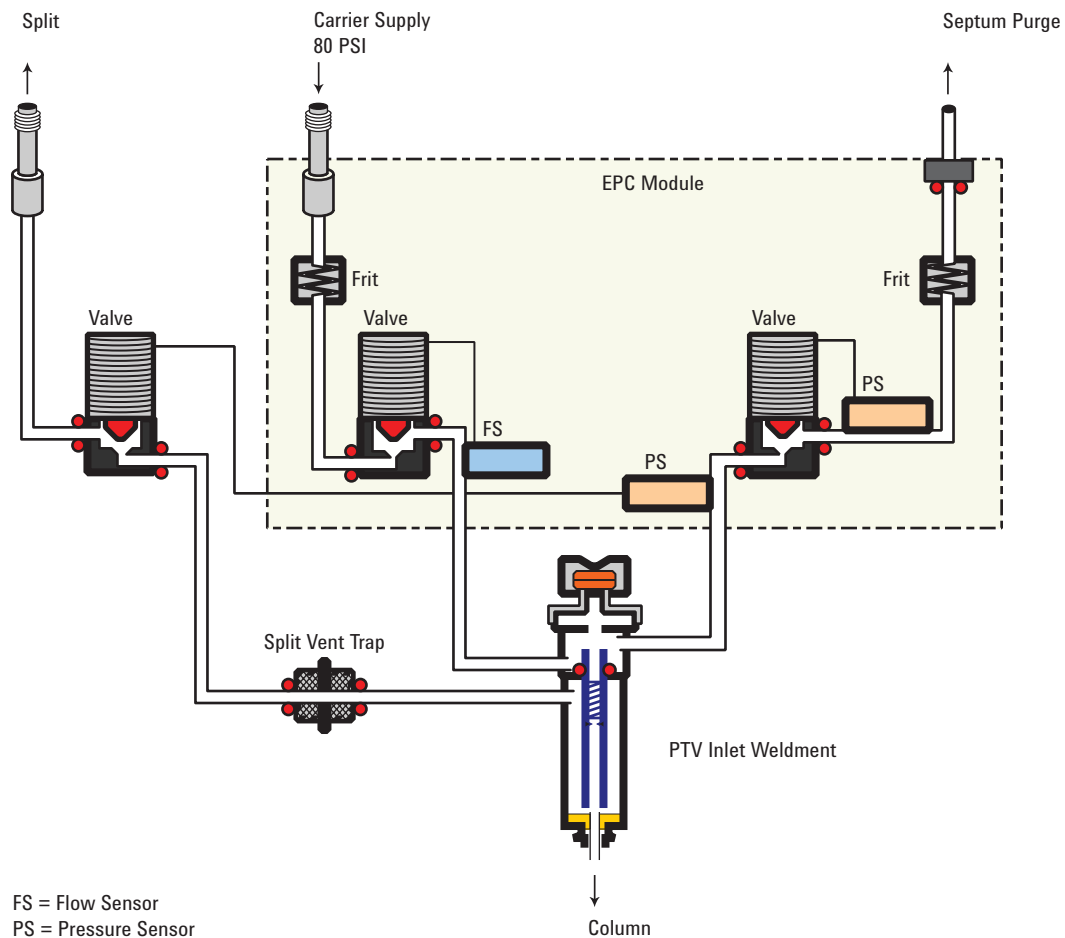 Split
Carrier Supply
80 PSI
Septum Purge
EPC Module
Frit
Frit
Valve
Valve
Valve
PS
FS
PS
Split Vent Trap
PTV Inlet Weldment
FS = Flow Sensor
PS = Pressure Sensor
Column